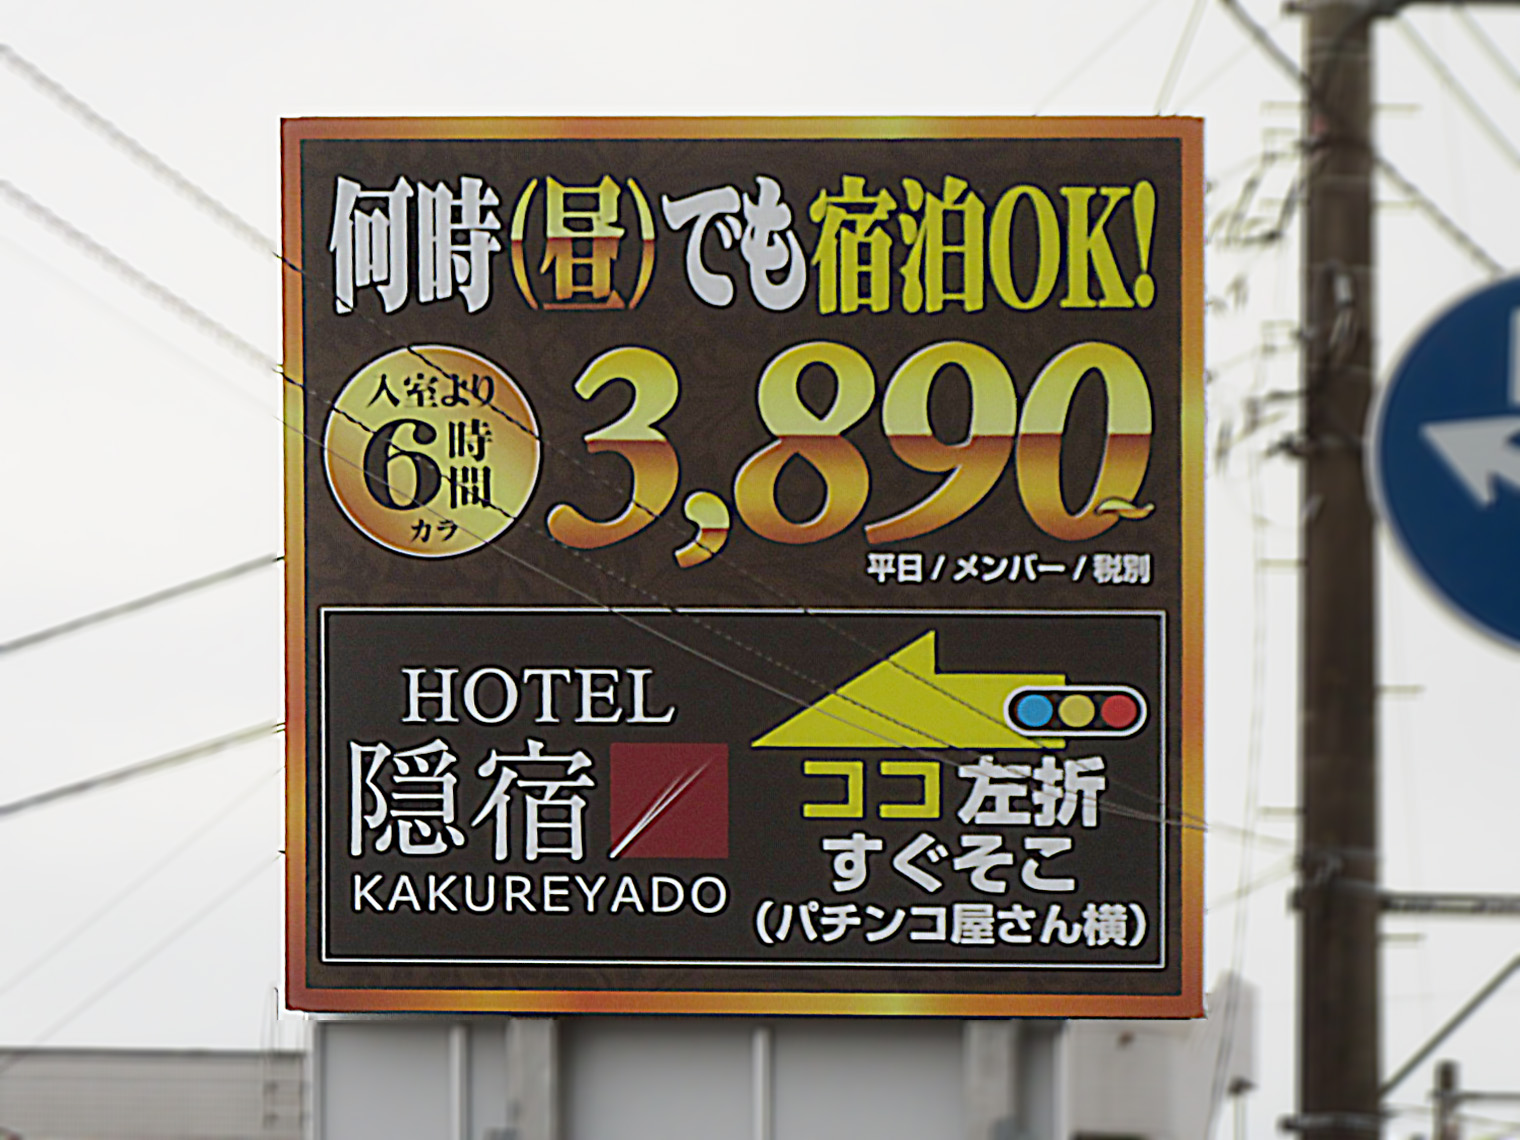 何時(昼)でも宿泊OK!
入室より
6時間
カラ
3,890~
平日 / メンバー / 税別
HOTEL
隠宿
KAKUREYADO
ココ左折
すぐそこ
(パチンコ屋さん横)